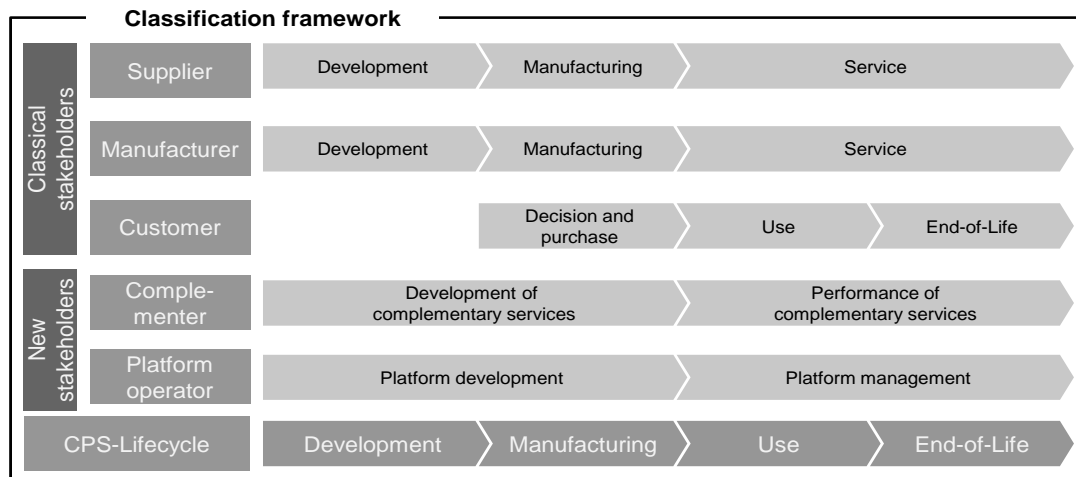 Classification framework
Classical
stakeholders
Supplier
Development
Manufacturing
Service
Manufacturer
Development
Manufacturing
Service
Customer
Decision and
purchase
Use
End-of-Life
New
stakeholders
Comple-
menter
Development of
complementary services
Performance of
complementary services
Platform
operator
Platform development
Platform management
CPS-Lifecycle
Development
Manufacturing
Use
End-of-Life